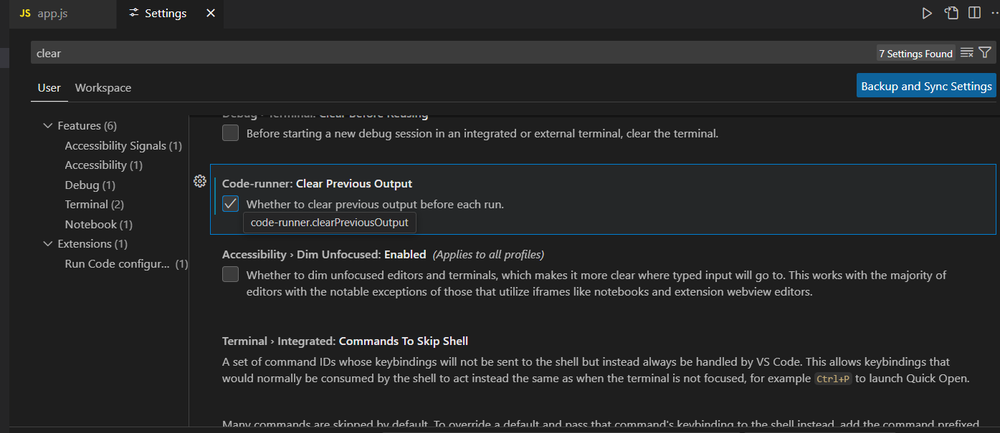 JS app.js
Settings
clear
7 Settings Found
User
Workspace
Backup and Sync Settings
Features (6)
Accessibility Signals (1)
Accessibility (1)
Debug (1)
Terminal (2)
Notebook (1)
Extensions (1)
Run Code configur... (1)
Debug › Terminal: Clear Before Reusing
Before starting a new debug session in an integrated or external terminal, clear the terminal.
Code-runner: Clear Previous Output
Whether to clear previous output before each run.
code-runner.clearPreviousOutput
Accessibility › Dim Unfocused: Enabled (Applies to all profiles)
Whether to dim unfocused editors and terminals, which makes it more clear where typed input will go to. This works with the majority of
editors with the notable exceptions of those that utilize iframes like notebooks and extension webview editors.
Terminal › Integrated: Commands To Skip Shell
A set of command IDs whose keybindings will not be sent to the shell but instead always be handled by VS Code. This allows keybindings that
would normally be consumed by the shell to act instead the same as when the terminal is not focused, for example Ctrl+P to launch Quick Open.
Many commands are skipped by default. To override a default and pass that command's keybinding to the shell instead, add the command prefixed